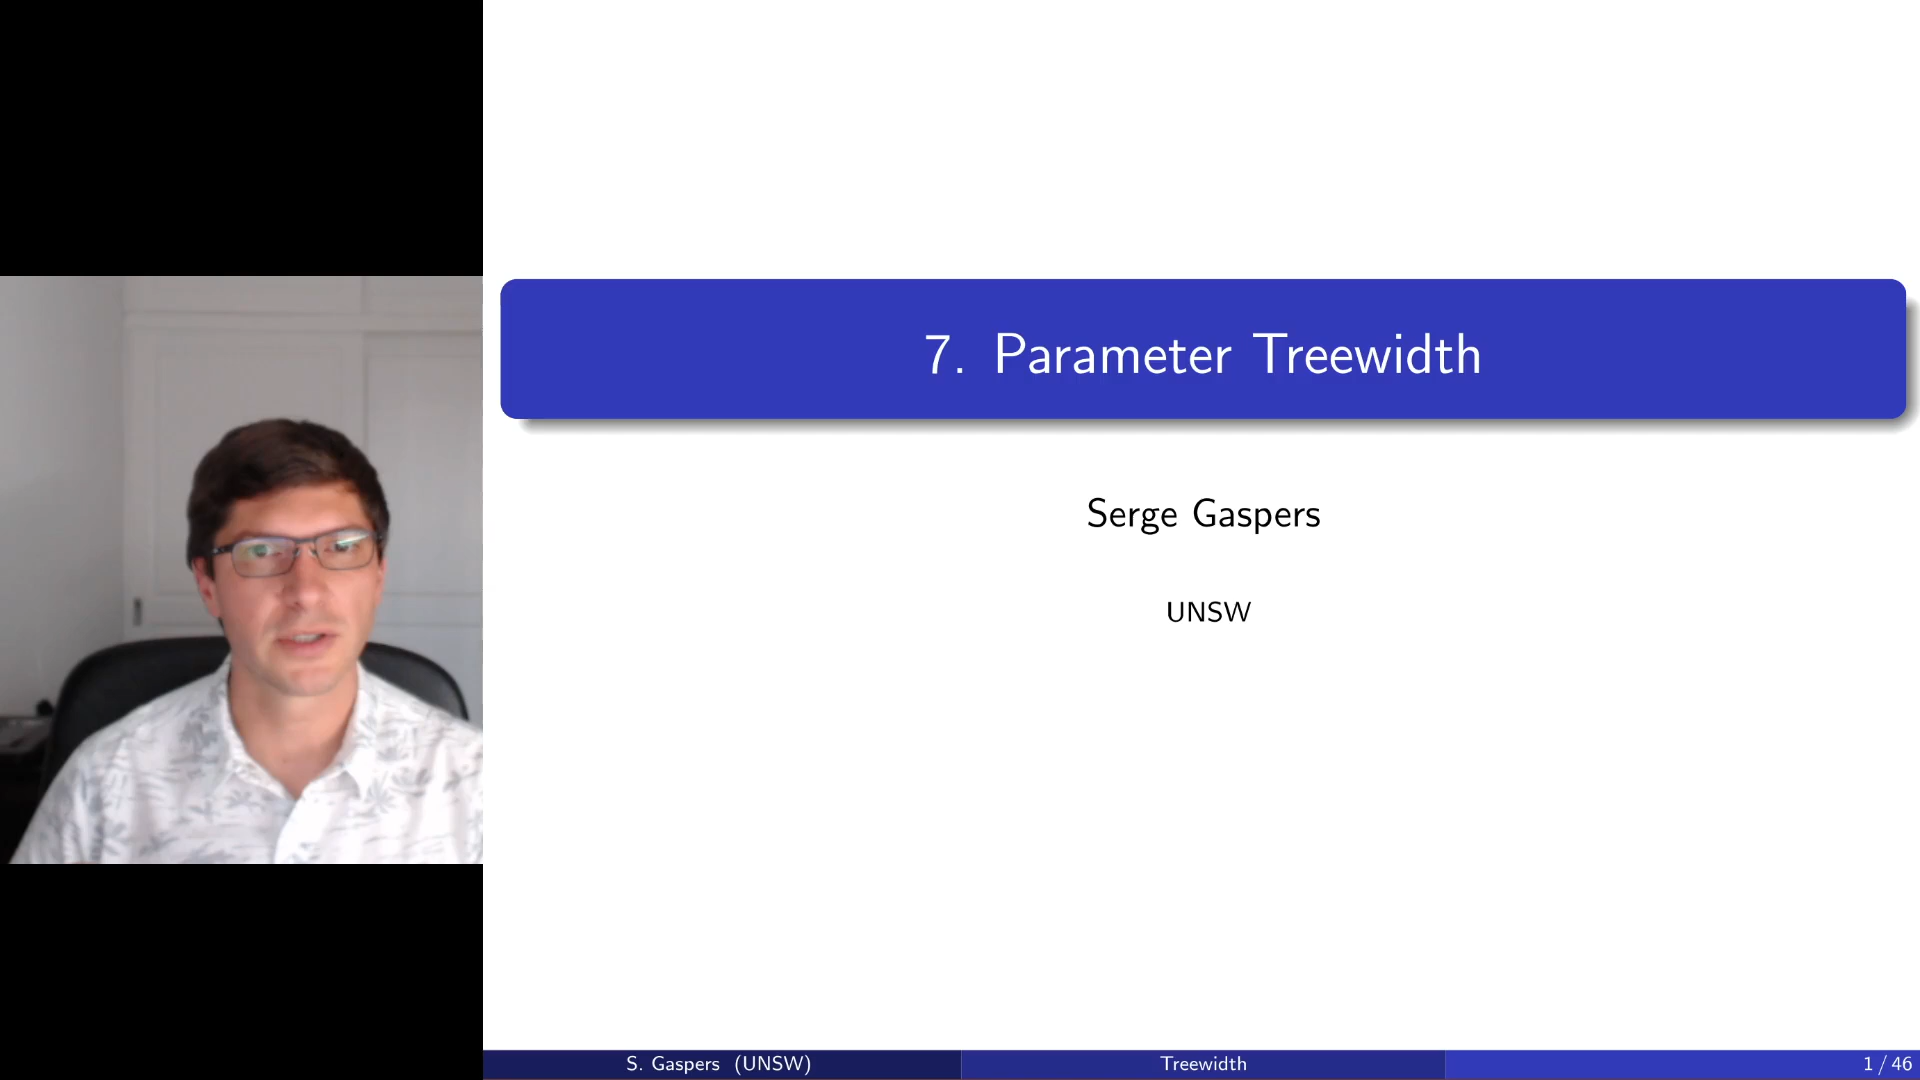 7. Parameter Treewidth
Serge Gaspers
UNSW
S. Gaspers (UNSW)
Treewidth
1 / 46